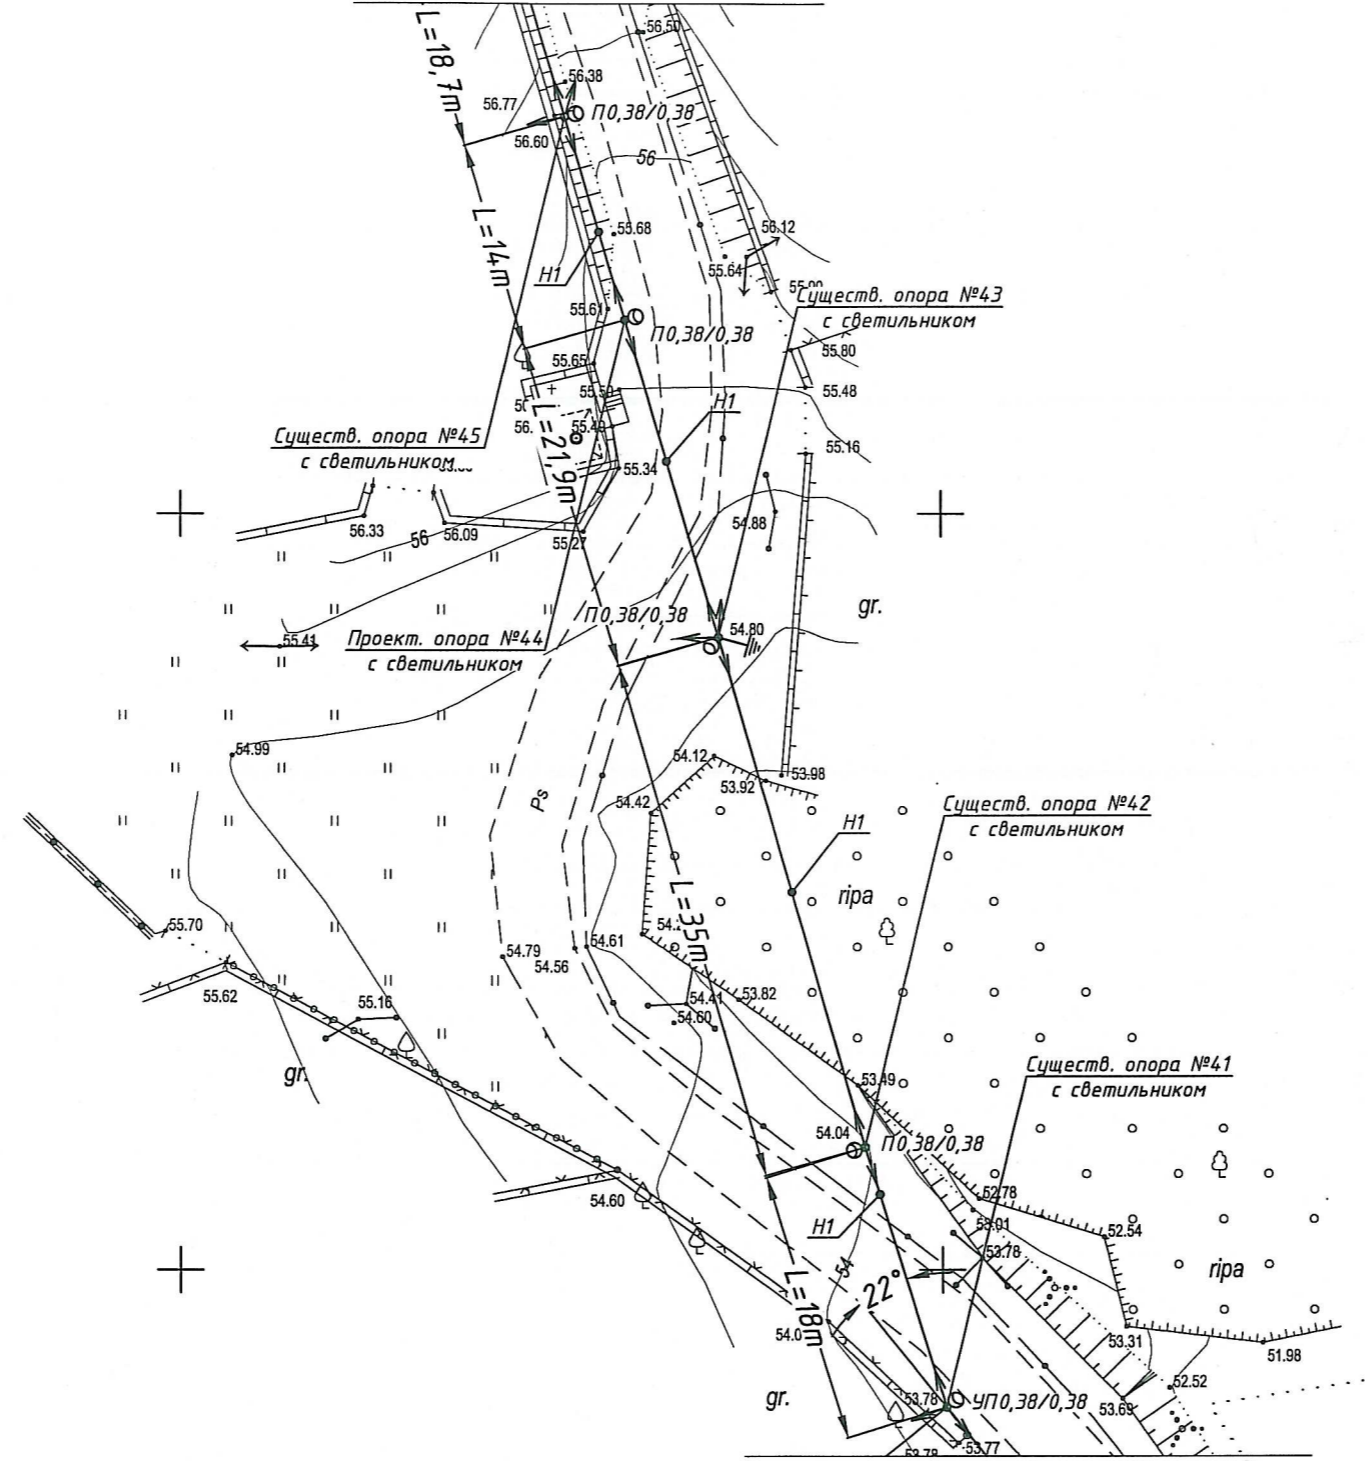 L=18,7m
56.50
56.38
56.77
П0,38/0,38
56.60
56
L=14m
55.68
56.12
H1
55.64
55.61
Существ. опора №43
с светильником
П0,38/0,38
55.80
55.65
55.48
H1
L=21,9m
Существ. опора №45
с светильником
55.16
55.34
54.88
56.33
56
56.09
55.27
gr.
П0,38/0,38
54.80
55.41
Проект. опора №44
с светильником
54.99
54.12
53.98
53.92
Ps
54.42
Существ. опора №42
с светильником
H1
L=35m
ripa
55.70
54.79
54.61
54.56
55.62
55.16
54.41
53.82
54.60
gr.
Существ. опора №41
с светильником
53.49
54.04
П0,38/0,38
54.60
52.78
53.01
H1
53.78
52.54
54
22°
L=18m
ripa
53.31
51.98
gr.
53.78
УП0,38/0,38
52.52
53.69
53.77
53.78